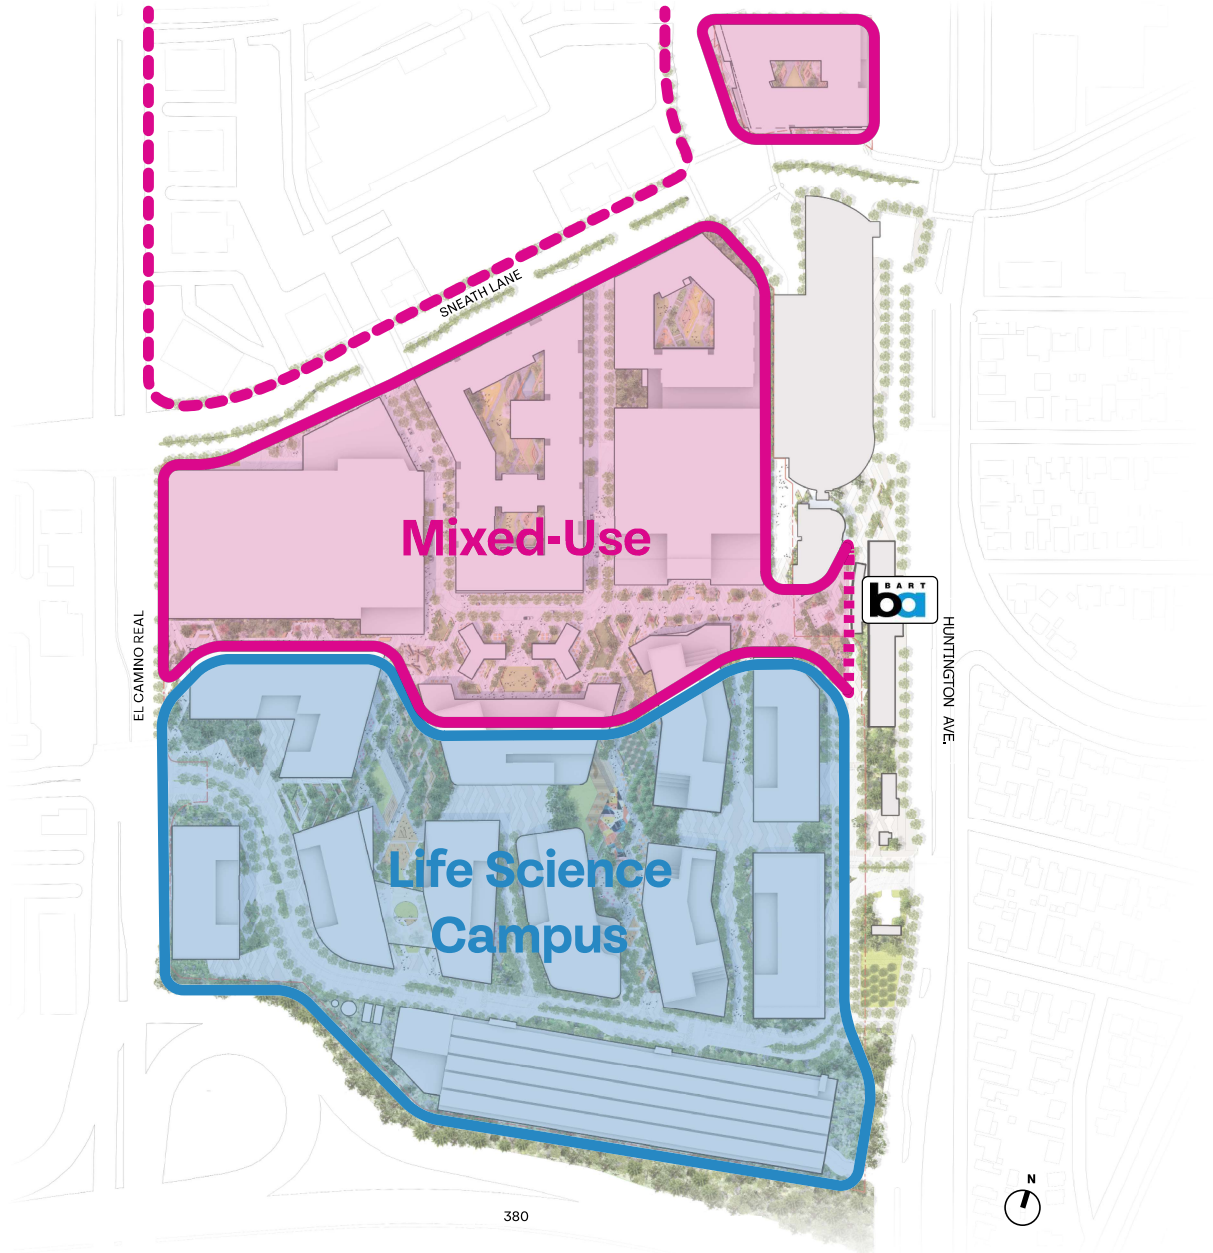 SNEATH LANE
Mixed-Use
BART
ba
EL CAMINO REAL
HUNTINGTON AVE.
Life Science
Campus
N
380